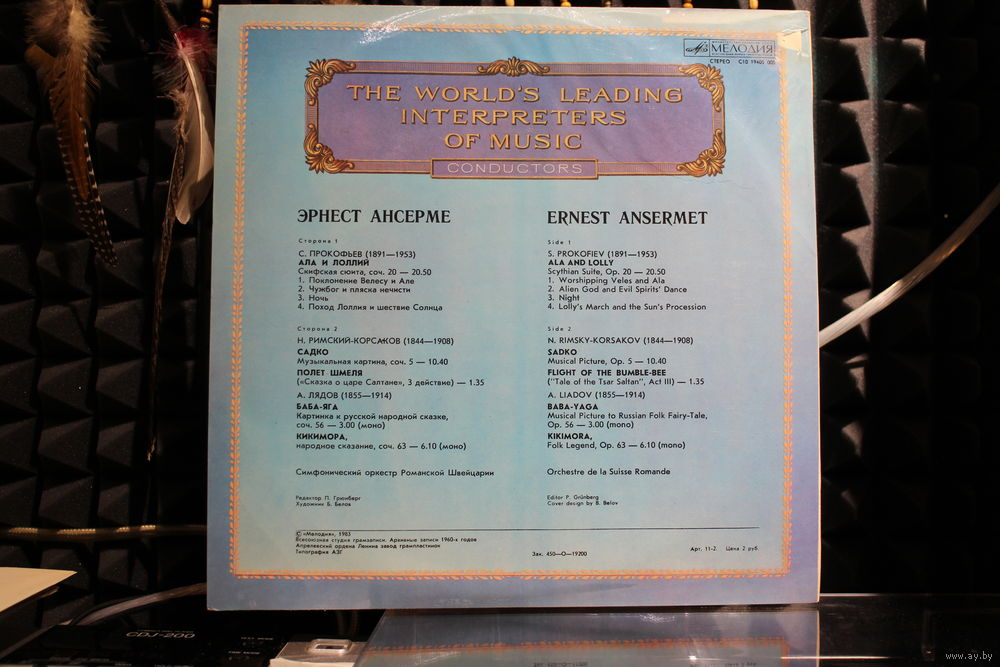 МЕЛОДИЯ
СТЕРЕО С10 19405 005
THE WORLD'S LEADING
INTERPRETERS
OF MUSIC
CONDUCTORS
ЭРНЕСТ АНСЕРМЕ
Сторона 1
С. ПРОКОФЬЕВ (1891—1953)
АЛА И ЛОЛЛИЙ
Скифская сюита, соч. 20 — 20.50
1. Поклонение Велесу и Але
2. Чужбог и пляска нечисти
3. Ночь
4. Поход Лоллия и шествие Солнца
Сторона 2
Н. РИМСКИЙ-КОРСАКОВ (1844—1908)
САДКО
Музыкальная картина, соч. 5 — 10.40
ПОЛЕТ ШМЕЛЯ
(«Сказка о царе Салтане», 3 действие) — 1.35
А. ЛЯДОВ (1855—1914)
БАБА-ЯГА
Картинка к русской народной сказке,
соч. 56 — 3.00 (моно)
КИКИМОРА,
народное сказание, соч. 63 — 6.10 (моно)
Симфонический оркестр Романской Швейцарии
Редактор П. Грюнберг
Художник Б. Белов
ERNEST ANSERMET
Side 1
S. PROKOFIEV (1891—1953)
ALA AND LOLLY
Scythian Suite, Op. 20 — 20.50
1. Worshipping Veles and Ala
2. Alien God and Evil Spirits' Dance
3. Night
4. Lolly's March and the Sun's Procession
Side 2
N. RIMSKY-KORSAKOV (1844—1908)
SADKO
Musical Picture, Op. 5 — 10.40
FLIGHT OF THE BUMBLE-BEE
("Tale of the Tsar Saltan", Act III) — 1.35
A. LIADOV (1855—1914)
BABA-YAGA
Musical Picture to Russian Folk Fairy-Tale,
Op. 56 — 3.00 (mono)
KIKIMORA,
Folk Legend, Op. 63 — 6.10 (mono)
Orchestre de la Suisse Romande
Editor P. Grünberg
Cover design by B. Belov
© «Мелодия», 1983
Всесоюзная студия грамзаписи. Архивные записи 1960-х годов
Апрелевский ордена Ленина завод грампластинок
Типография АЗГ
Зак. 450—О—19200
Арт. 11-2. Цена 2 руб.
CDJ-200
www.ay.by